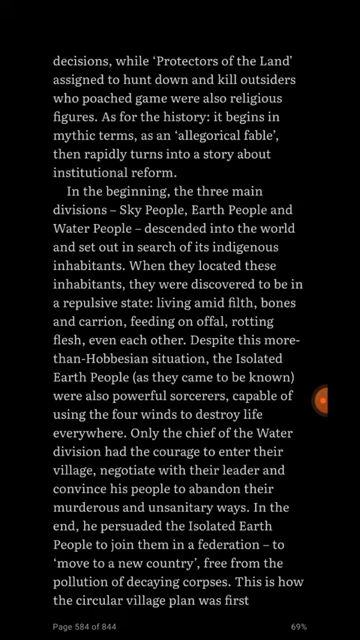 decisions, while ‘Protectors of the Land’
assigned to hunt down and kill outsiders
who poached game were also religious
figures. As for the history: it begins in
mythic terms, as an ‘allegorical fable’,
then rapidly turns into a story about
institutional reform.
In the beginning, the three main
divisions – Sky People, Earth People and
Water People – descended into the world
and set out in search of its indigenous
inhabitants. When they located these
inhabitants, they were discovered to be in
a repulsive state: living amid filth, bones
and carrion, feeding on offal, rotting
flesh, even each other. Despite this more-
than-Hobbesian situation, the Isolated
Earth People (as they came to be known)
were also powerful sorcerers, capable of
using the four winds to destroy life
everywhere. Only the chief of the Water
division had the courage to enter their
village, negotiate with their leader and
convince his people to abandon their
murderous and unsanitary ways. In the
end, he persuaded the Isolated Earth
People to join them in a federation – to
‘move to a new country’, free from the
pollution of decaying corpses. This is how
the circular village plan was first
Page 584 of 844 69%